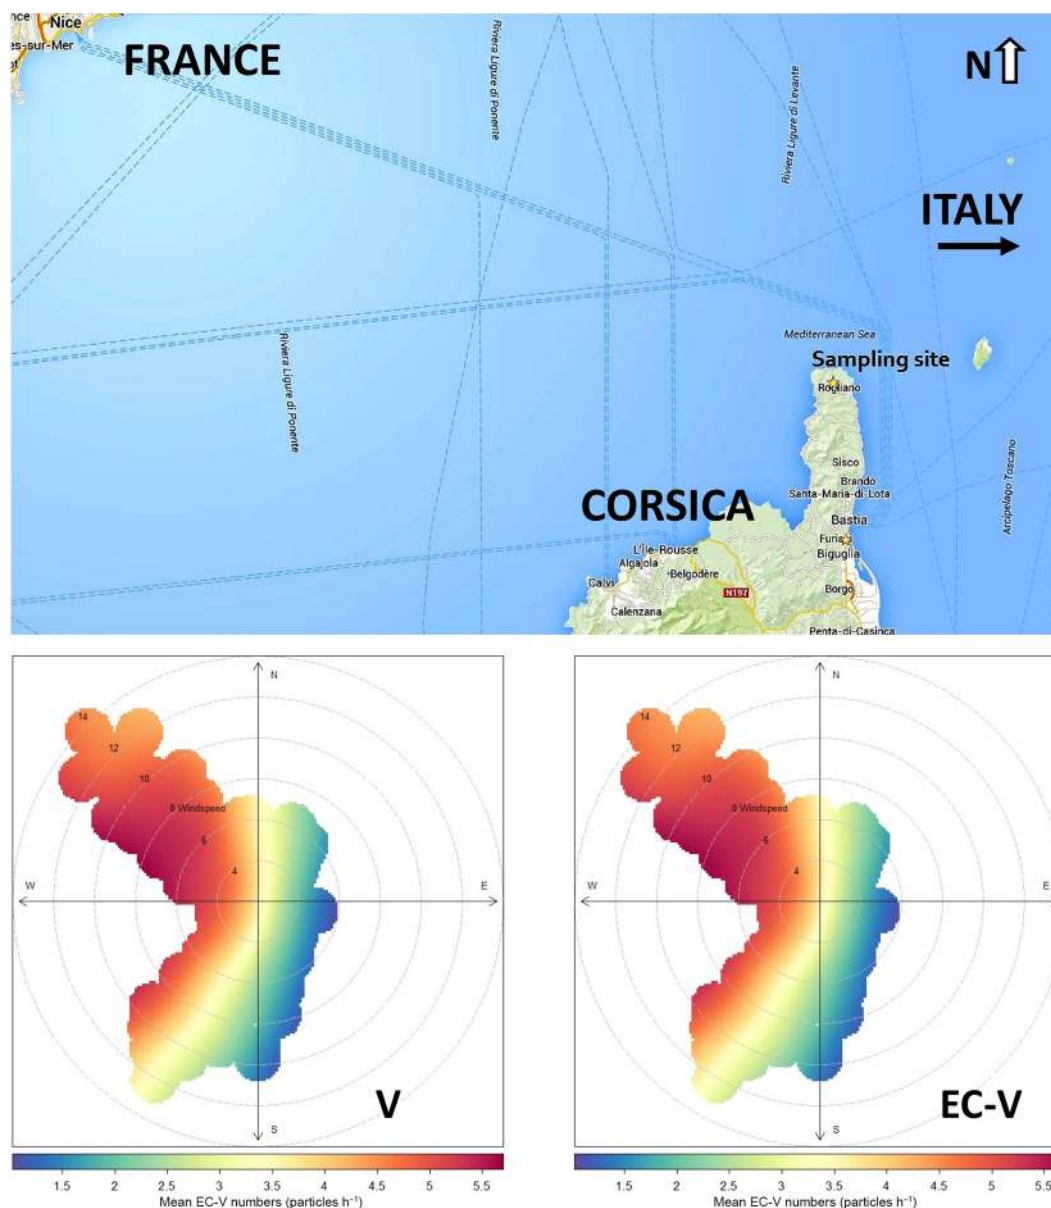 Nice
nce
es-sur-Mer
ot
FRANCE
Riviera Ligure di Ponente
Riviera Ligure di Levante
N
ITALY
Riviera Ligure di Ponente
Mediterranean Sea
Sampling site
Rogliano
Arcipelago Toscano
Sisco
Brando
CORSICA
Santa-Maria-di-Lota
Bastia
Furia
L'Île-Rousse
Biguglia
Algajola
Belgodère
Calvi
Borgo
N197
Calenzana
Penta-di-Casinca
N
14
12
10
8 Windspeed
6
4
W
E
S
V
1.5 2 2.5 3 3.5 4 4.5 5 5.5
Mean EC-V numbers (particles h⁻¹)
N
14
12
10
8 Windspeed
6
4
W
E
S
EC-V
1.5 2 2.5 3 3.5 4 4.5 5 5.5
Mean EC-V numbers (particles h⁻¹)